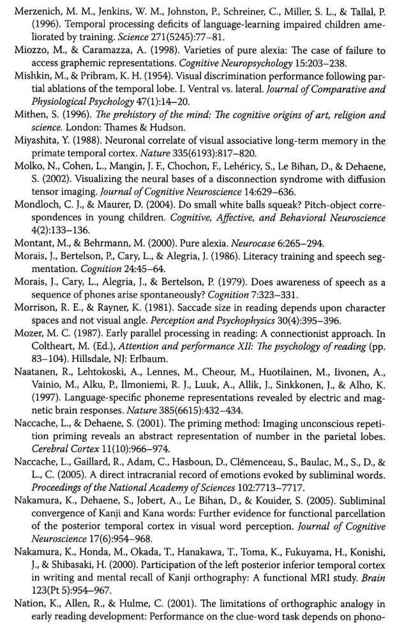 Merzenich, M. M., Jenkins, W. M., Johnston, P., Schreiner, C., Miller, S. L., & Tallal, P.
(1996). Temporal processing deficits of language-learning impaired children ame-
liorated by training. Science 271(5245):77–81.
Miozzo, M., & Caramazza, A. (1998). Varieties of pure alexia: The case of failure to
access graphemic representations. Cognitive Neuropsychology 15:203–238.
Mishkin, M., & Pribram, K. H. (1954). Visual discrimination performance following par-
tial ablations of the temporal lobe. I. Ventral vs. lateral. Journal of Comparative and
Physiological Psychology 47(1):14–20.
Mithen, S. (1996). The prehistory of the mind: The cognitive origins of art, religion and
science. London: Thames & Hudson.
Miyashita, Y. (1988). Neuronal correlate of visual associative long-term memory in the
primate temporal cortex. Nature 335(6193):817–820.
Molko, N., Cohen, L., Mangin, J. F., Chochon, F., Lehéricy, S., Le Bihan, D., & Dehaene,
S. (2002). Visualizing the neural bases of a disconnection syndrome with diffusion
tensor imaging. Journal of Cognitive Neuroscience 14:629–636.
Mondloch, C. J., & Maurer, D. (2004). Do small white balls squeak? Pitch-object corre-
spondences in young children. Cognitive, Affective, and Behavioral Neuroscience
4(2):133–136.
Montant, M., & Behrmann, M. (2000). Pure alexia. Neurocase 6:265–294.
Morais, J., Bertelson, P., Cary, L., & Alegria, J. (1986). Literacy training and speech seg-
mentation. Cognition 24:45–64.
Morais, J., Cary, L., Alegria, J., & Bertelson, P. (1979). Does awareness of speech as a
sequence of phones arise spontaneously? Cognition 7:323–331.
Morrison, R. E., & Rayner, K. (1981). Saccade size in reading depends upon character
spaces and not visual angle. Perception and Psychophysics 30(4):395–396.
Mozer, M. C. (1987). Early parallel processing in reading: A connectionist approach. In
Coltheart, M. (Ed.), Attention and performance XII: The psychology of reading (pp.
83–104). Hillsdale, NJ: Erlbaum.
Naatanen, R., Lehtokoski, A., Lennes, M., Cheour, M., Huotilainen, M., Iivonen, A.,
Vainio, M., Alku, P., Ilmoniemi, R. J., Luuk, A., Allik, J., Sinkkonen, J., & Alho, K.
(1997). Language-specific phoneme representations revealed by electric and mag-
netic brain responses. Nature 385(6615):432–434.
Naccache, L., & Dehaene, S. (2001). The priming method: Imaging unconscious repeti-
tion priming reveals an abstract representation of number in the parietal lobes.
Cerebral Cortex 11(10):966–974.
Naccache, L., Gaillard, R., Adam, C., Hasboun, D., Clémenceau, S., Baulac, M., S., D., &
L., C. (2005). A direct intracranial record of emotions evoked by subliminal words.
Proceedings of the National Academy of Sciences 102:7713–7717.
Nakamura, K., Dehaene, S., Jobert, A., Le Bihan, D., & Kouider, S. (2005). Subliminal
convergence of Kanji and Kana words: Further evidence for functional parcellation
of the posterior temporal cortex in visual word perception. Journal of Cognitive
Neuroscience 17(6):954–968.
Nakamura, K., Honda, M., Okada, T., Hanakawa, T., Toma, K., Fukuyama, H., Konishi,
J., & Shibasaki, H. (2000). Participation of the left posterior inferior temporal cortex
in writing and mental recall of Kanji orthography: A functional MRI study. Brain
123(Pt 5):954–967.
Nation, K., Allen, R., & Hulme, C. (2001). The limitations of orthographic analogy in
early reading development: Performance on the clue-word task depends on phono-